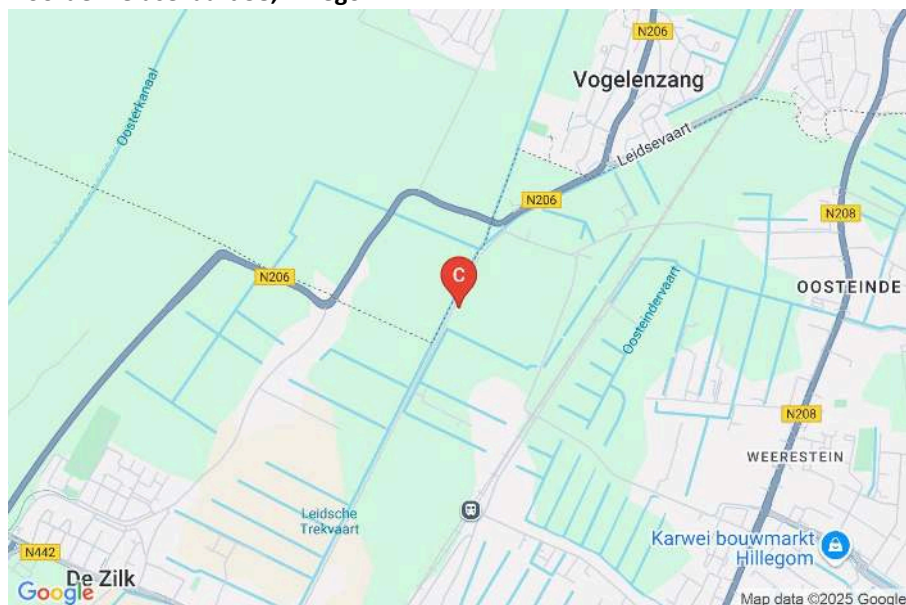 N206
Vogelenzang
Oosterkanaal
Leidsevaart
N206
N208
N206
OOSTEINDE
Oosteindervaart
N208
WEERESTEIN
Leidsche
Trekvaart
Karwei bouwmarkt
Hillegom
N442
De Zilk
Google
Map data ©2025 Google
C